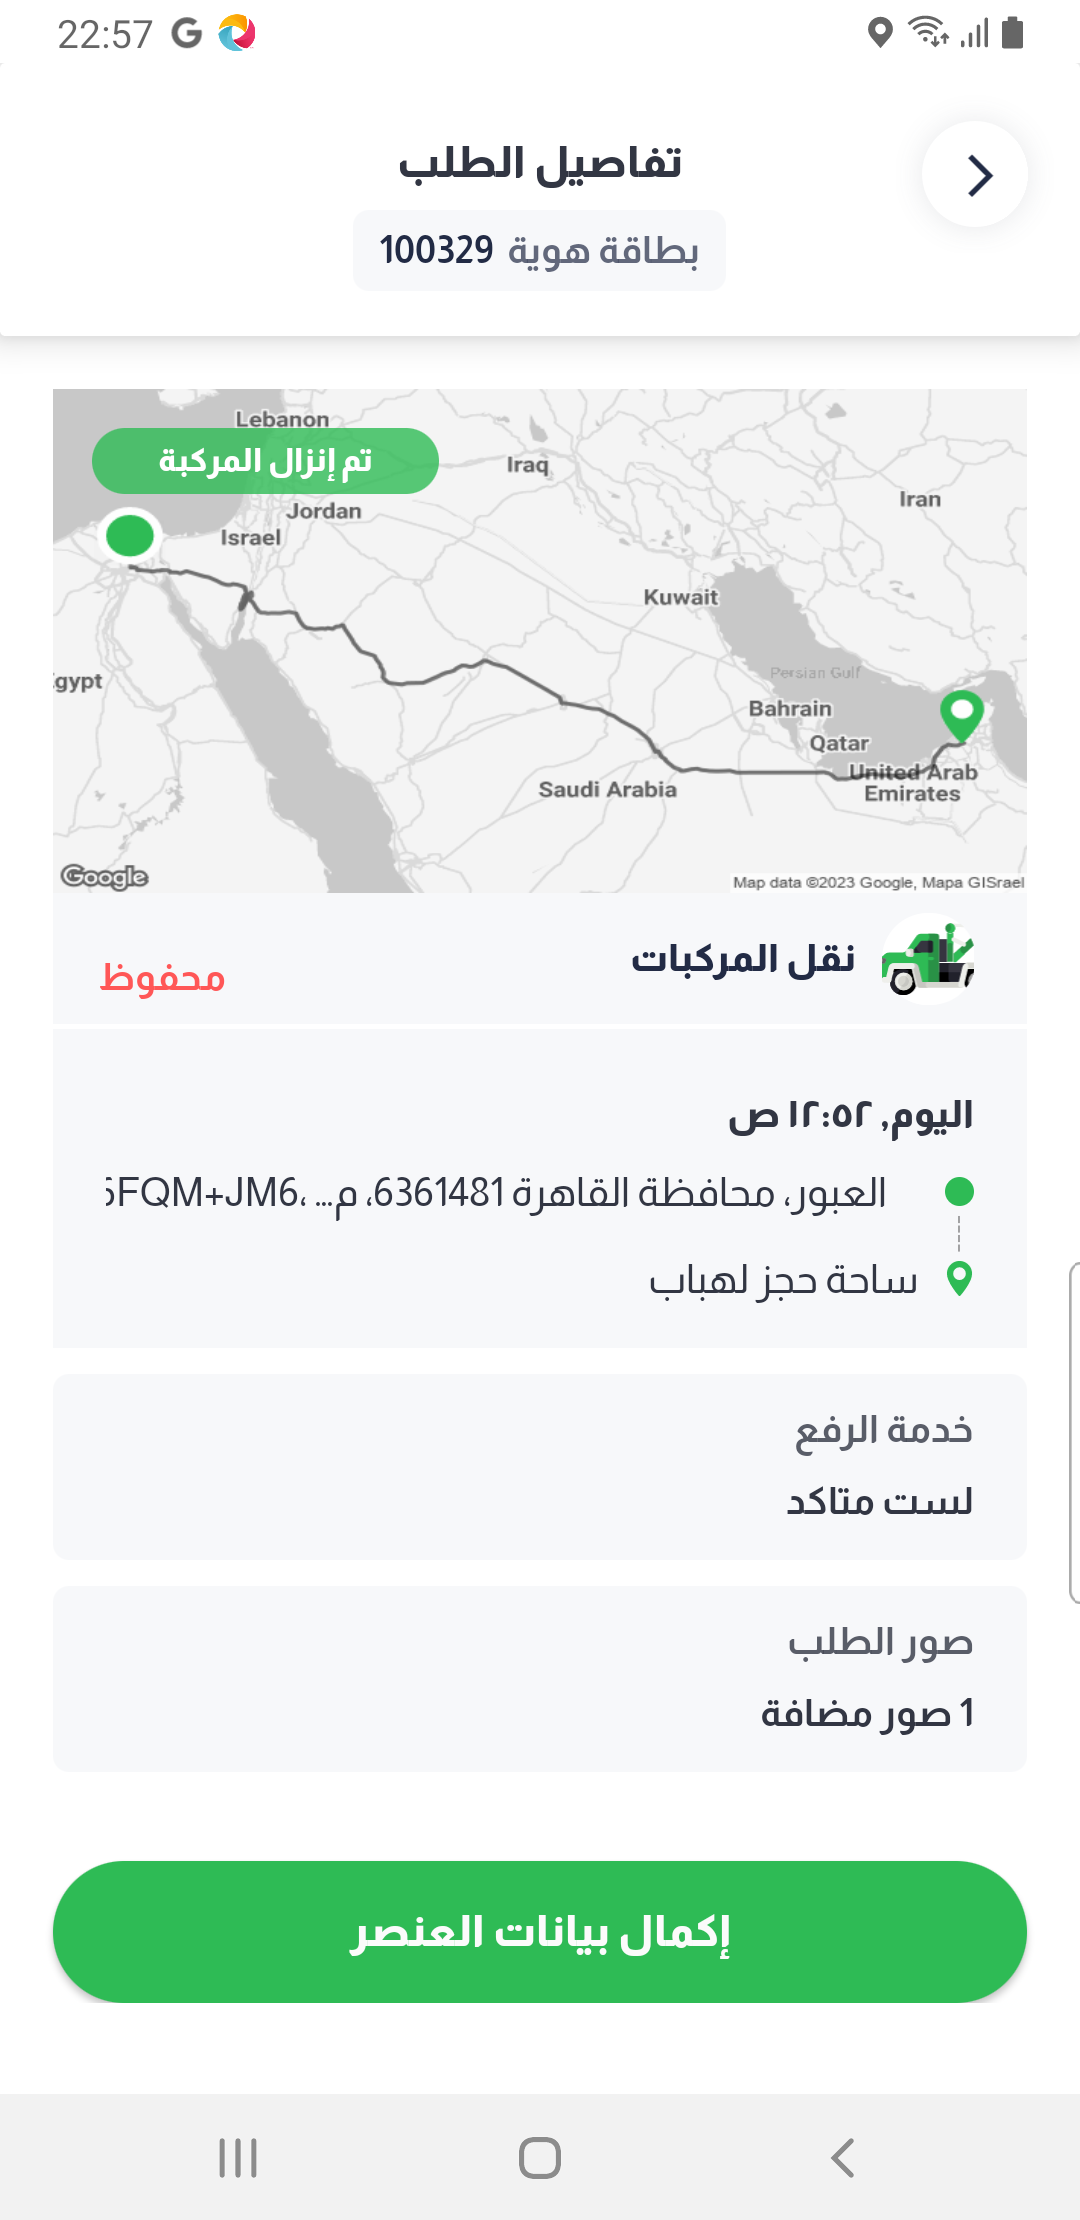 22:57
تفاصيل الطلب
بطاقة هوية 100329
Lebanon
تم إنزال المركبة
Iraq
Iran
Jordan
Israel
Kuwait
gypt
Persian Gulf
Bahrain
Qatar
United Arab
Emirates
Saudi Arabia
Google
Map data ©2023 Google, Mapa GISrael
نقل المركبات
محفوظ
اليوم, ١٢:٥٢ ص
العبور، محافظة القاهرة 6361481، م... ،FQM+JM6
ساحة حجز لهباب
خدمة الرفع
لست متاكد
صور الطلب
1 صور مضافة
إكمال بيانات العنصر